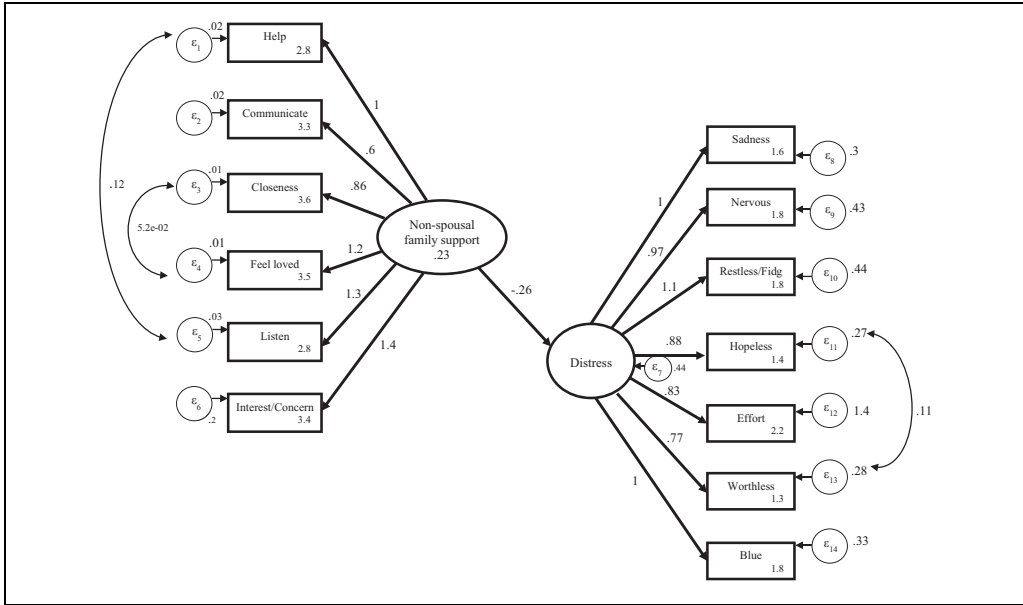 .02
ε1
Help
2.8
.02
ε2
Communicate
3.3
.01
ε3
Closeness
3.6
.01
ε4
Feel loved
3.5
.03
ε5
Listen
2.8
ε6
.2
Interest/Concern
3.4
.12
5.2e-02
1
.6
.86
1.2
1.3
1.4
Non-spousal
family support
.23
-.26
Distress
ε7
.44
1
.97
1.1
.88
.83
.77
1
Sadness
1.6
ε8
.3
Nervous
1.8
ε9
.43
Restless/Fidg
1.8
ε10
.44
Hopeless
1.4
ε11
.27
Effort
2.2
ε12
1.4
Worthless
1.3
ε13
.28
Blue
1.8
ε14
.33
.11